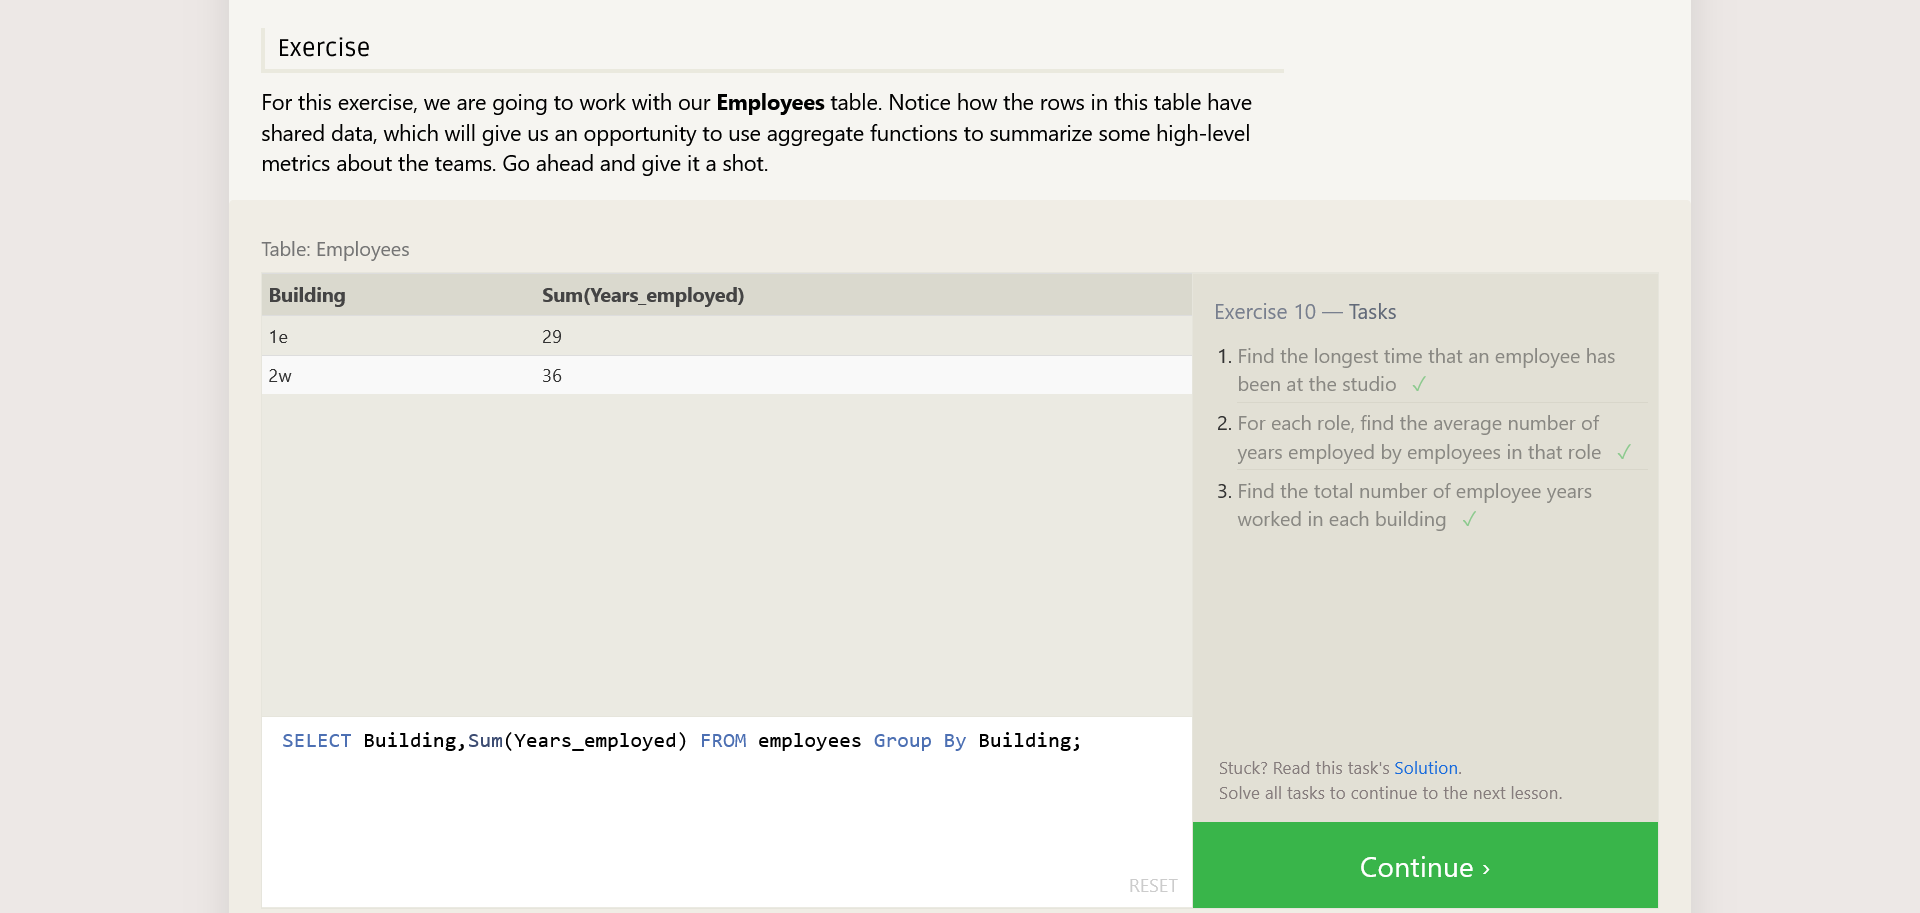 Exercise
For this exercise, we are going to work with our Employees table. Notice how the rows in this table have
shared data, which will give us an opportunity to use aggregate functions to summarize some high-level
metrics about the teams. Go ahead and give it a shot.
Table: Employees
Building Sum(Years_employed)
1e 29
2w 36
SELECT Building,Sum(Years_employed) FROM employees Group By Building;
RESET
Exercise 10 — Tasks
1. Find the longest time that an employee has
been at the studio ✓
2. For each role, find the average number of
years employed by employees in that role ✓
3. Find the total number of employee years
worked in each building ✓
Stuck? Read this task's Solution.
Solve all tasks to continue to the next lesson.
Continue ›